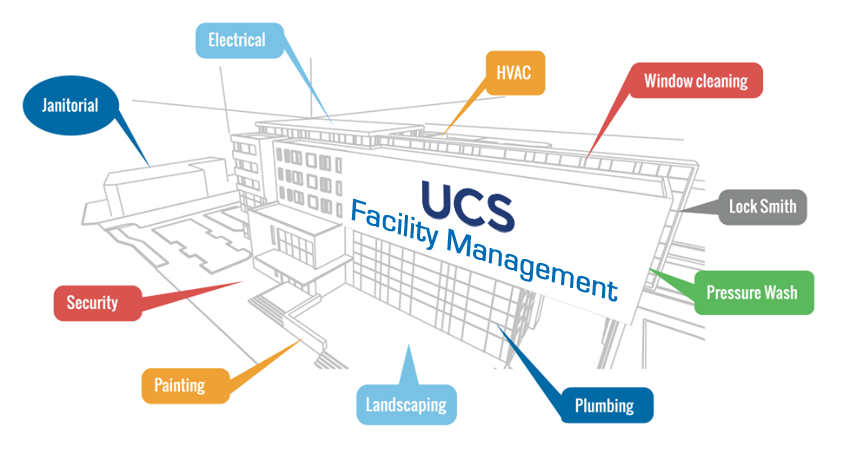 Electrical
HVAC
Window cleaning
Janitorial
UCS
Facility Management
Lock Smith
Security
Pressure Wash
Painting
Landscaping
Plumbing